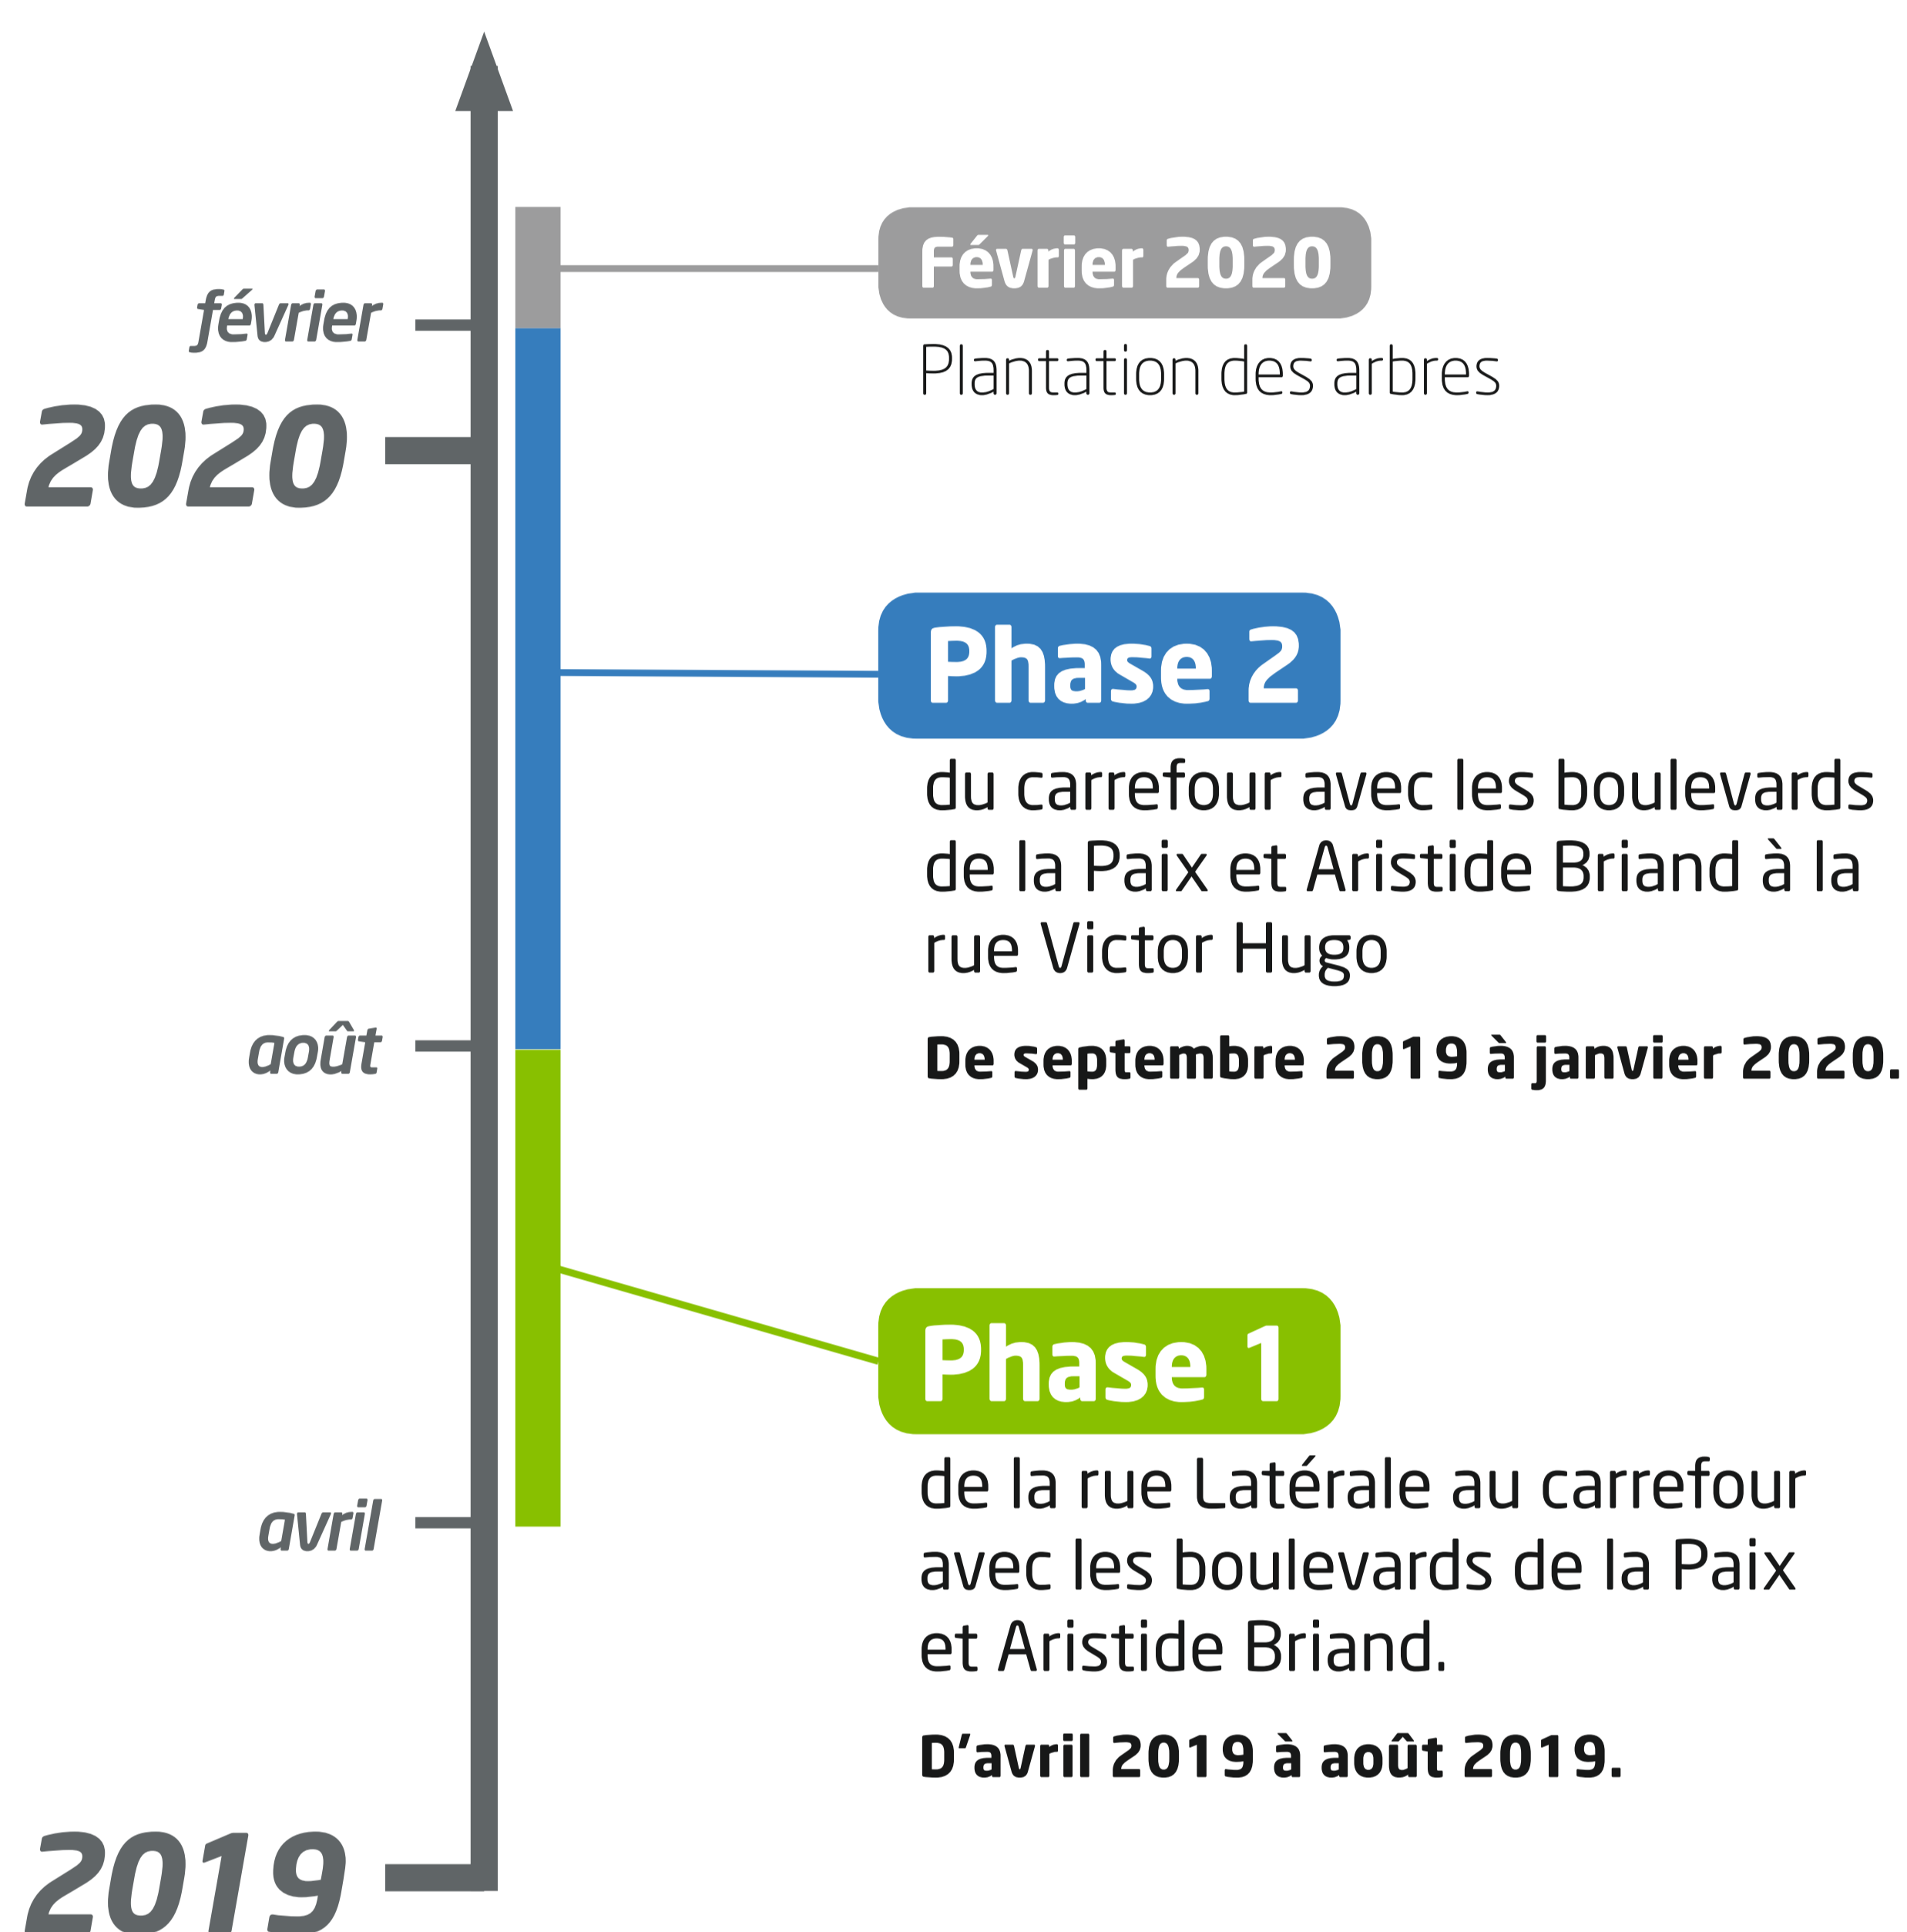 Février 2020
Plantation des arbres
février
2020
Phase 2
du carrefour avec les boulevards
de la Paix et Aristide Briand à la
rue Victor Hugo
De septembre 2019 à janvier 2020.
août
Phase 1
de la rue Latérale au carrefour
avec les boulevards de la Paix
et Aristide Briand.
D'avril 2019 à août 2019.
avril
2019